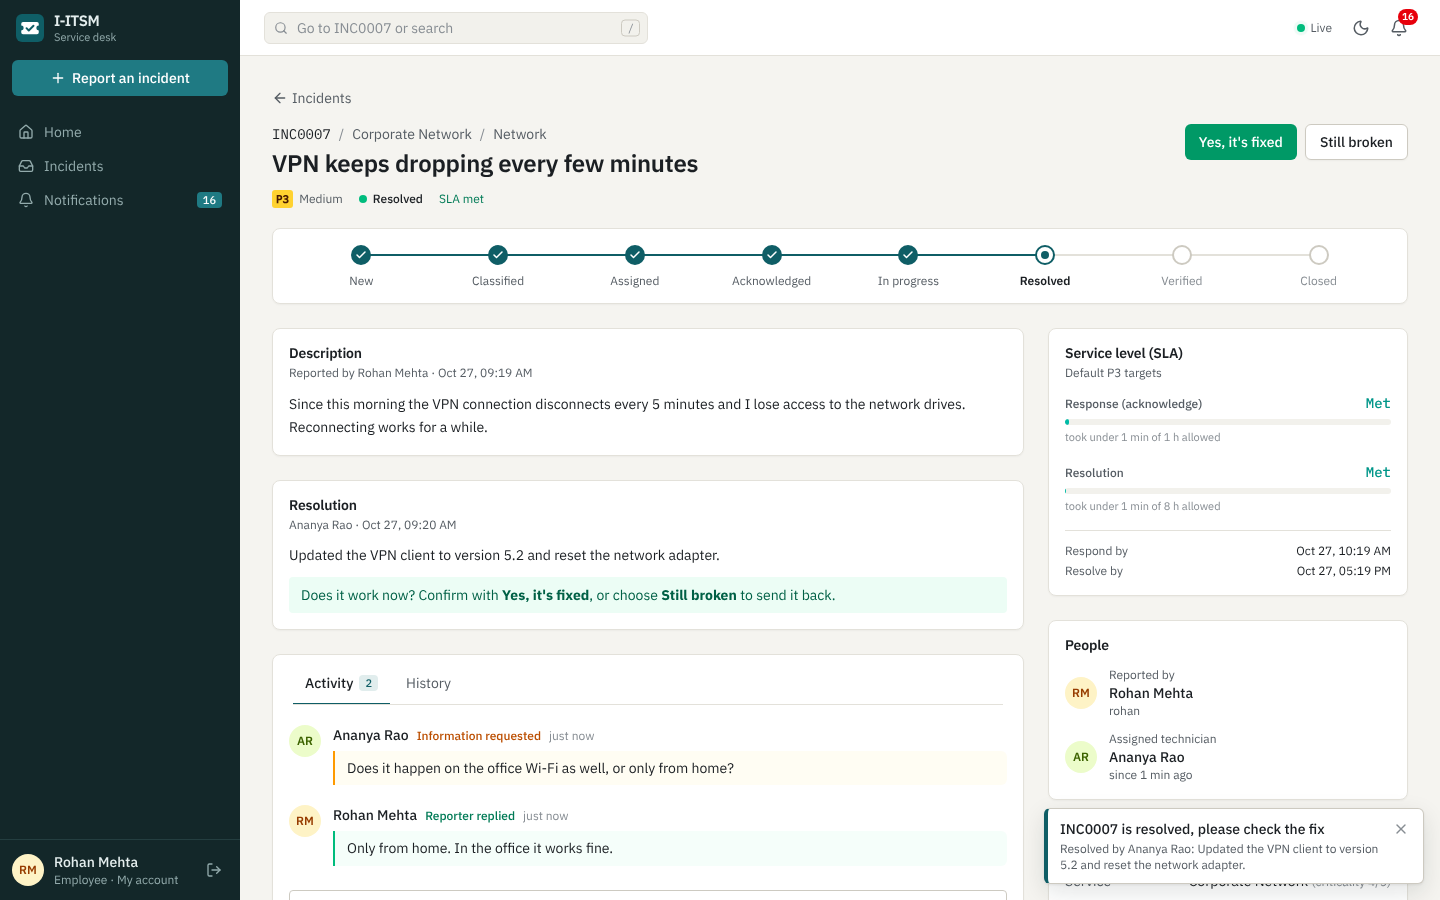 I-ITSM
Service desk
Report an incident
Home
Incidents
Notifications 16
Rohan Mehta
Employee · My account
RM
Go to INC0007 or search /
Live
16
Incidents
INC0007 / Corporate Network / Network
VPN keeps dropping every few minutes
P3 Medium Resolved SLA met
Yes, it's fixed
Still broken
New
Classified
Assigned
Acknowledged
In progress
Resolved
Verified
Closed
Description
Reported by Rohan Mehta · Oct 27, 09:19 AM
Since this morning the VPN connection disconnects every 5 minutes and I lose access to the network drives.
Reconnecting works for a while.
Resolution
Ananya Rao · Oct 27, 09:20 AM
Updated the VPN client to version 5.2 and reset the network adapter.
Does it work now? Confirm with Yes, it's fixed, or choose Still broken to send it back.
Activity 2
History
AR
Ananya Rao Information requested just now
Does it happen on the office Wi-Fi as well, or only from home?
RM
Rohan Mehta Reporter replied just now
Only from home. In the office it works fine.
Service level (SLA)
Default P3 targets
Response (acknowledge) Met
took under 1 min of 1 h allowed
Resolution Met
took under 1 min of 8 h allowed
Respond by Oct 27, 10:19 AM
Resolve by Oct 27, 05:19 PM
People
RM
Reported by
Rohan Mehta
rohan
AR
Assigned technician
Ananya Rao
since 1 min ago
INC0007 is resolved, please check the fix
Resolved by Ananya Rao: Updated the VPN client to version
5.2 and reset the network adapter.
Service Corporate Network